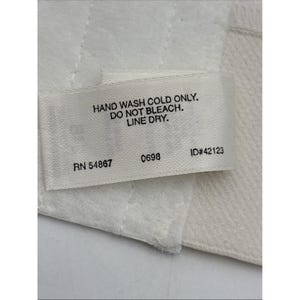 HAND WASH COLD ONLY.
DO NOT BLEACH.
LINE DRY.
RN 54867 0698 ID#42123